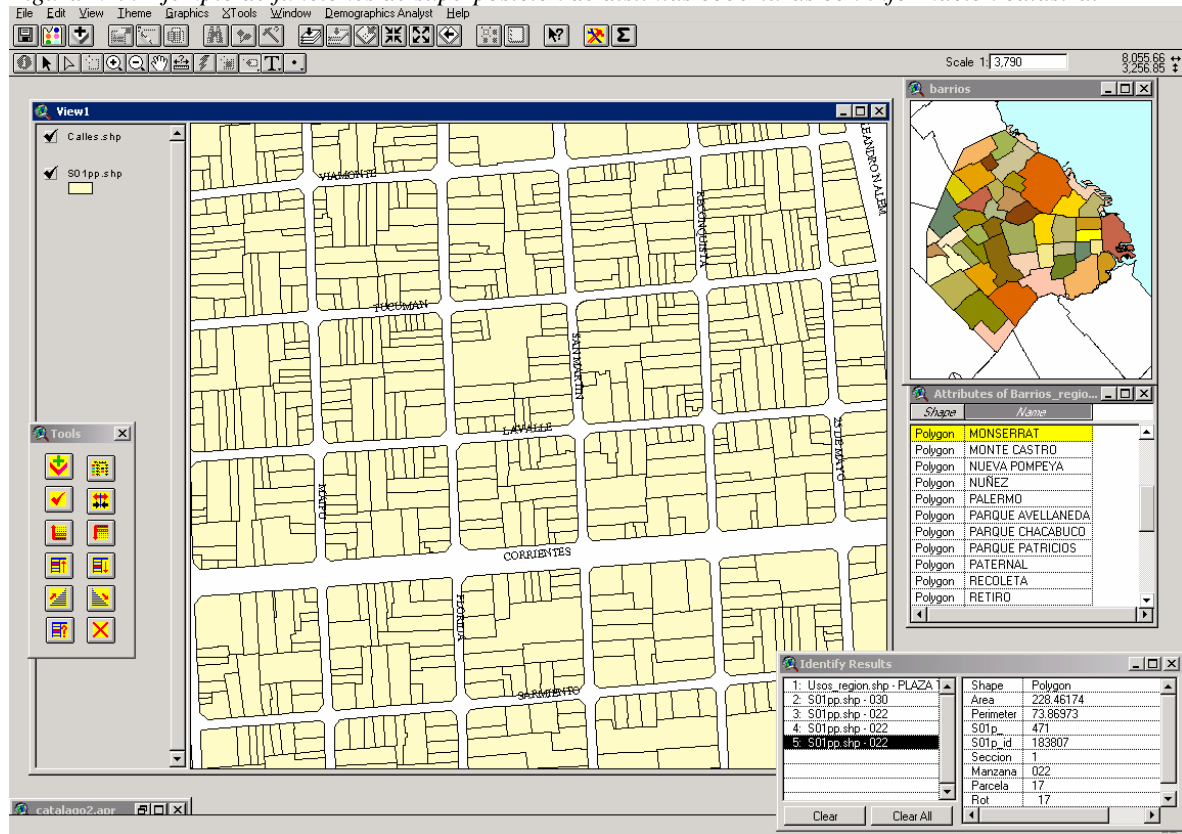 File Edit View Theme Graphics XTools Window Demographics Analyst Help
Scale 1: 3,790
8,055.66
3,256.85
View1
Calles.shp
S01pp.shp
VIAMONTE
LEANDRO N ALEM
RECONQUISTA
TUCUMAN
SAN MARTIN
LAVALLE
25 DE MAYO
MAIPU
CORRIENTES
FLORIDA
SARMIENTO
Tools
barrios
Attributes of Barrios_regio...
Shape Name
Polygon MONSERRAT
Polygon MONTE CASTRO
Polygon NUEVA POMPEYA
Polygon NUÑEZ
Polygon PALERMO
Polygon PARQUE AVELLANEDA
Polygon PARQUE CHACABUCO
Polygon PARQUE PATRICIOS
Polygon PATERNAL
Polygon RECOLETA
Polygon RETIRO
Identify Results
1: Usos_region.shp - PLAZA
2: S01pp.shp - 030
3: S01pp.shp - 022
4: S01pp.shp - 022
5: S01pp.shp - 022
Shape Polygon
Area 228.46174
Perimeter 73.86973
S01p_ 471
S01p_id 183807
Seccion 1
Manzana 022
Parcela 17
Rot 17
Clear Clear All
catalago2.apr